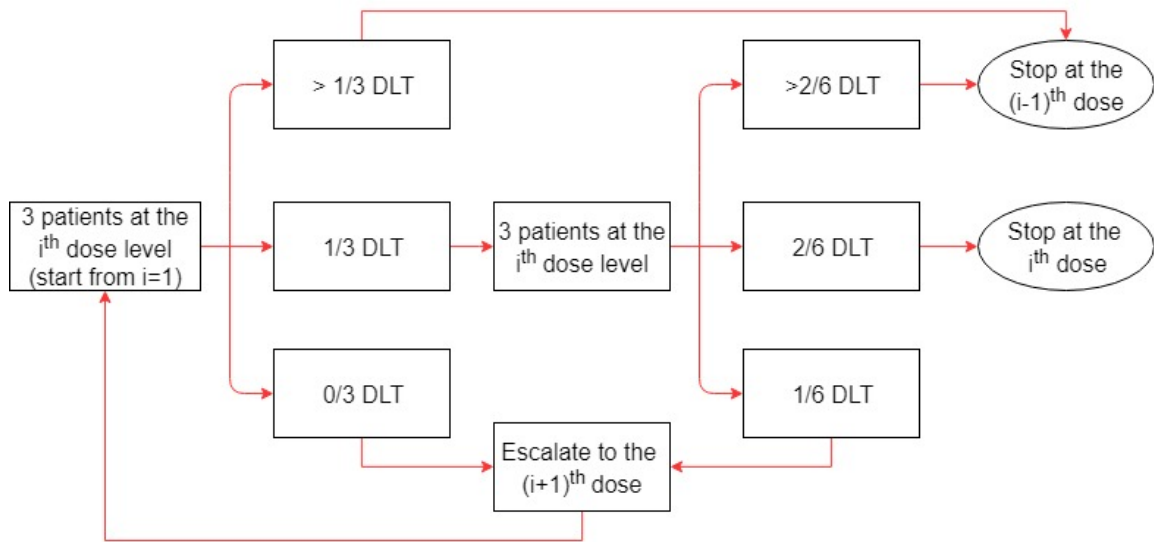 > 1/3 DLT
>2/6 DLT
Stop at the
(i-1)th dose
3 patients at the
ith dose level
(start from i=1)
1/3 DLT
3 patients at the
ith dose level
2/6 DLT
Stop at the
ith dose
0/3 DLT
1/6 DLT
Escalate to the
(i+1)th dose